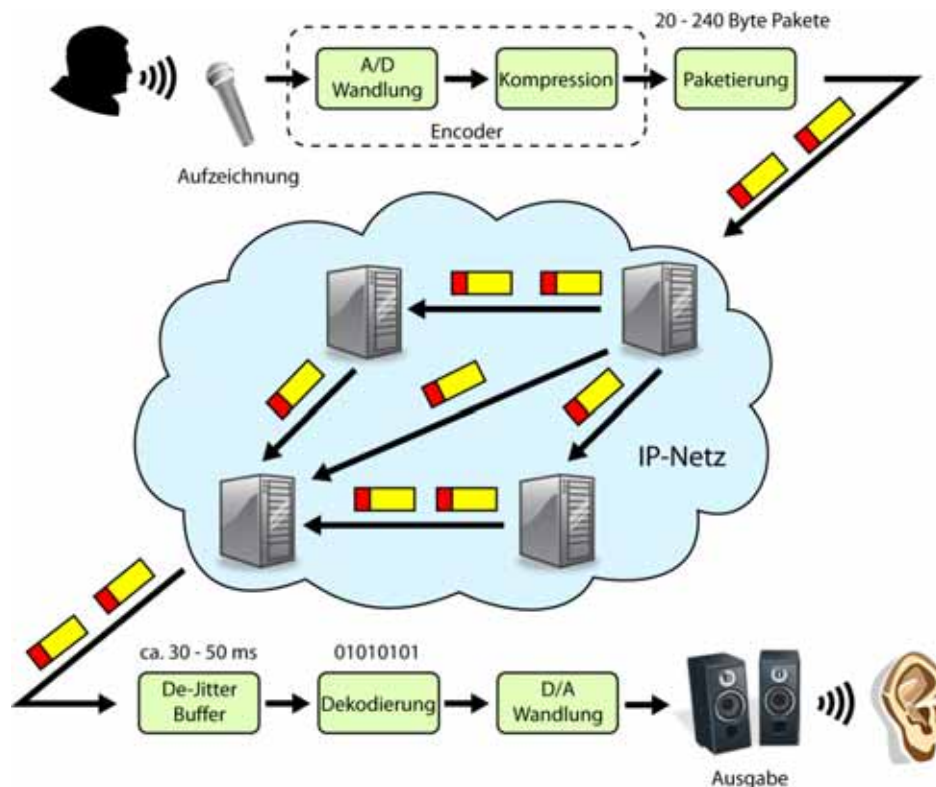 20 - 240 Byte Pakete
A/D
Wandlung
Kompression
Paketierung
Encoder
Aufzeichnung
IP-Netz
ca. 30 - 50 ms
01010101
De-Jitter
Buffer
Dekodierung
D/A
Wandlung
Ausgabe